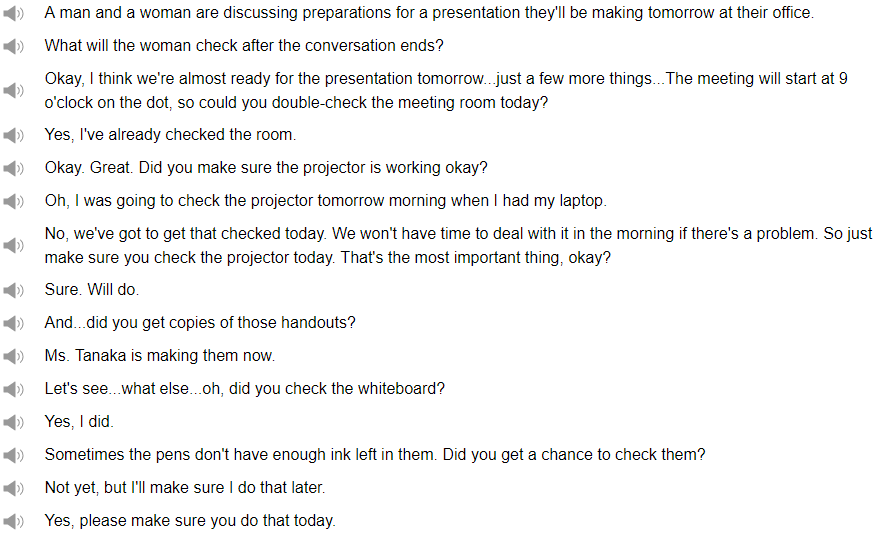 A man and a woman are discussing preparations for a presentation they'll be making tomorrow at their office.
What will the woman check after the conversation ends?
Okay, I think we're almost ready for the presentation tomorrow...just a few more things...The meeting will start at 9
o'clock on the dot, so could you double-check the meeting room today?
Yes, I've already checked the room.
Okay. Great. Did you make sure the projector is working okay?
Oh, I was going to check the projector tomorrow morning when I had my laptop.
No, we've got to get that checked today. We won't have time to deal with it in the morning if there's a problem. So just
make sure you check the projector today. That's the most important thing, okay?
Sure. Will do.
And...did you get copies of those handouts?
Ms. Tanaka is making them now.
Let's see...what else...oh, did you check the whiteboard?
Yes, I did.
Sometimes the pens don't have enough ink left in them. Did you get a chance to check them?
Not yet, but I'll make sure I do that later.
Yes, please make sure you do that today.